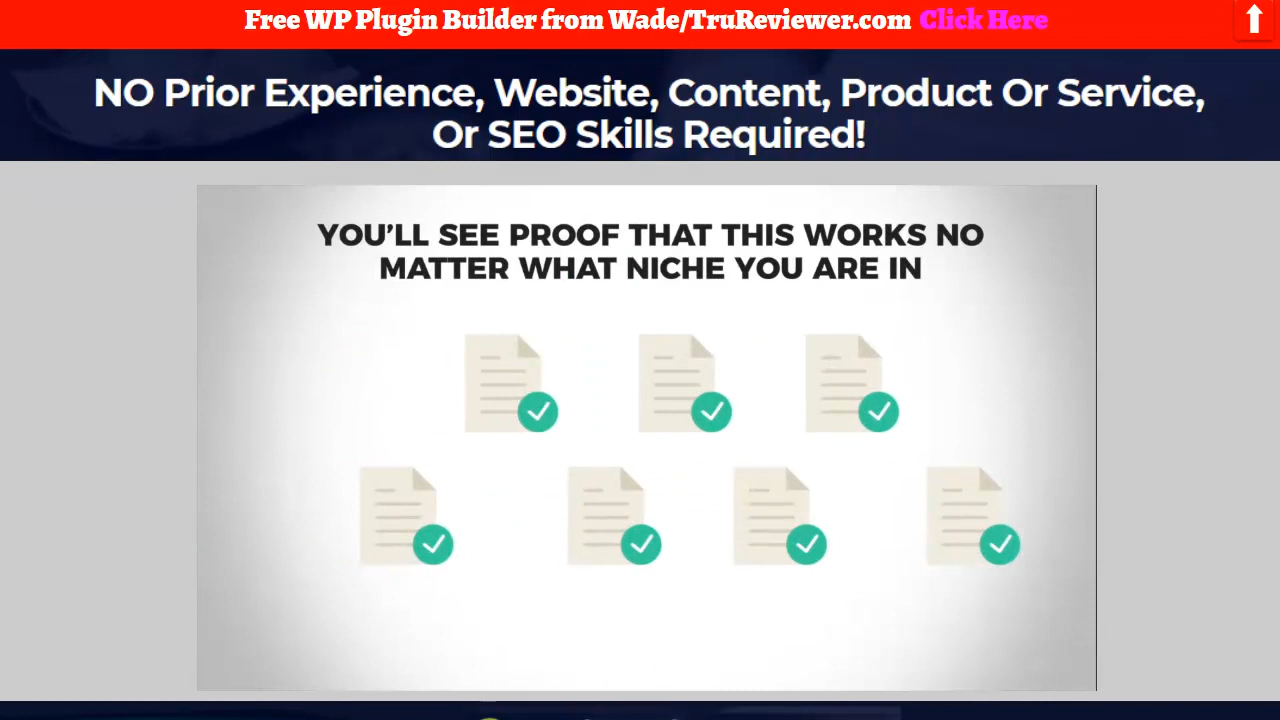 Free WP Plugin Builder from Wade/TruReviewer.com Click Here
NO Prior Experience, Website, Content, Product Or Service,
Or SEO Skills Required!
YOU'LL SEE PROOF THAT THIS WORKS NO
MATTER WHAT NICHE YOU ARE IN